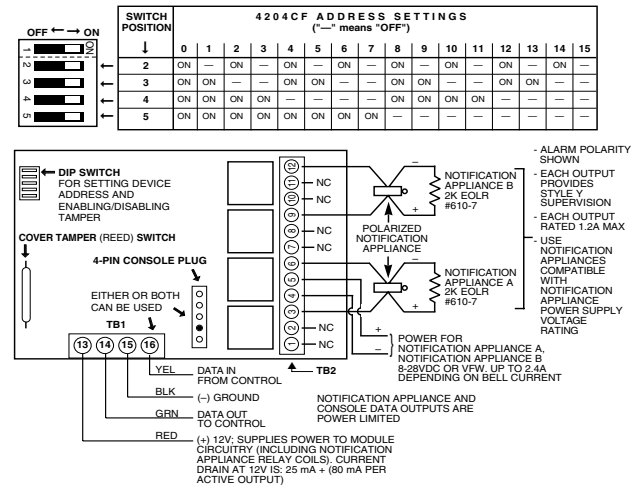 OFF ← → ON
SWITCH POSITION ↓
4204CF ADDRESS SETTINGS
("—" means "OFF")
0 1 2 3 4 5 6 7 8 9 10 11 12 13 14 15
2 ON — ON — ON — ON — ON — ON — ON — ON —
3 ON ON — — ON ON — — ON ON — — ON ON — —
4 ON ON ON ON — — — — ON ON ON ON — — — —
5 ON ON ON ON ON ON ON ON — — — — — — — —
ON
1
2
3
4
5
DIP SWITCH
FOR SETTING DEVICE
ADDRESS AND
ENABLING/DISABLING
TAMPER
COVER TAMPER (REED) SWITCH
4-PIN CONSOLE PLUG
EITHER OR BOTH
CAN BE USED
TB1
13 14 15 16
12
11 NC
10 NC
9
8 NC
7 NC
6
5
4
3
2 NC
1 NC
TB2
–
+
NOTIFICATION
APPLIANCE B
2K EOLR
#610-7
POLARIZED
NOTIFICATION
APPLIANCE
–
+
NOTIFICATION
APPLIANCE A
2K EOLR
#610-7
- ALARM POLARITY
SHOWN
- EACH OUTPUT
PROVIDES
STYLE Y
SUPERVISION
- EACH OUTPUT
RATED 1.2A MAX
- USE
NOTIFICATION
APPLIANCES
COMPATIBLE
WITH
NOTIFICATION
APPLIANCE
POWER SUPPLY
VOLTAGE
RATING
+
–
POWER FOR
NOTIFICATION APPLIANCE A,
NOTIFICATION APPLIANCE B
8-28VDC OR VFW. UP TO 2.4A
DEPENDING ON BELL CURRENT
YEL DATA IN
FROM CONTROL
BLK (–) GROUND
GRN DATA OUT
TO CONTROL
RED (+) 12V; SUPPLIES POWER TO MODULE
CIRCUITRY (INCLUDING NOTIFICATION
APPLIANCE RELAY COILS). CURRENT
DRAIN AT 12V IS: 25 mA + (80 mA PER
ACTIVE OUTPUT)
NOTIFICATION APPLIANCE AND
CONSOLE DATA OUTPUTS ARE
POWER LIMITED